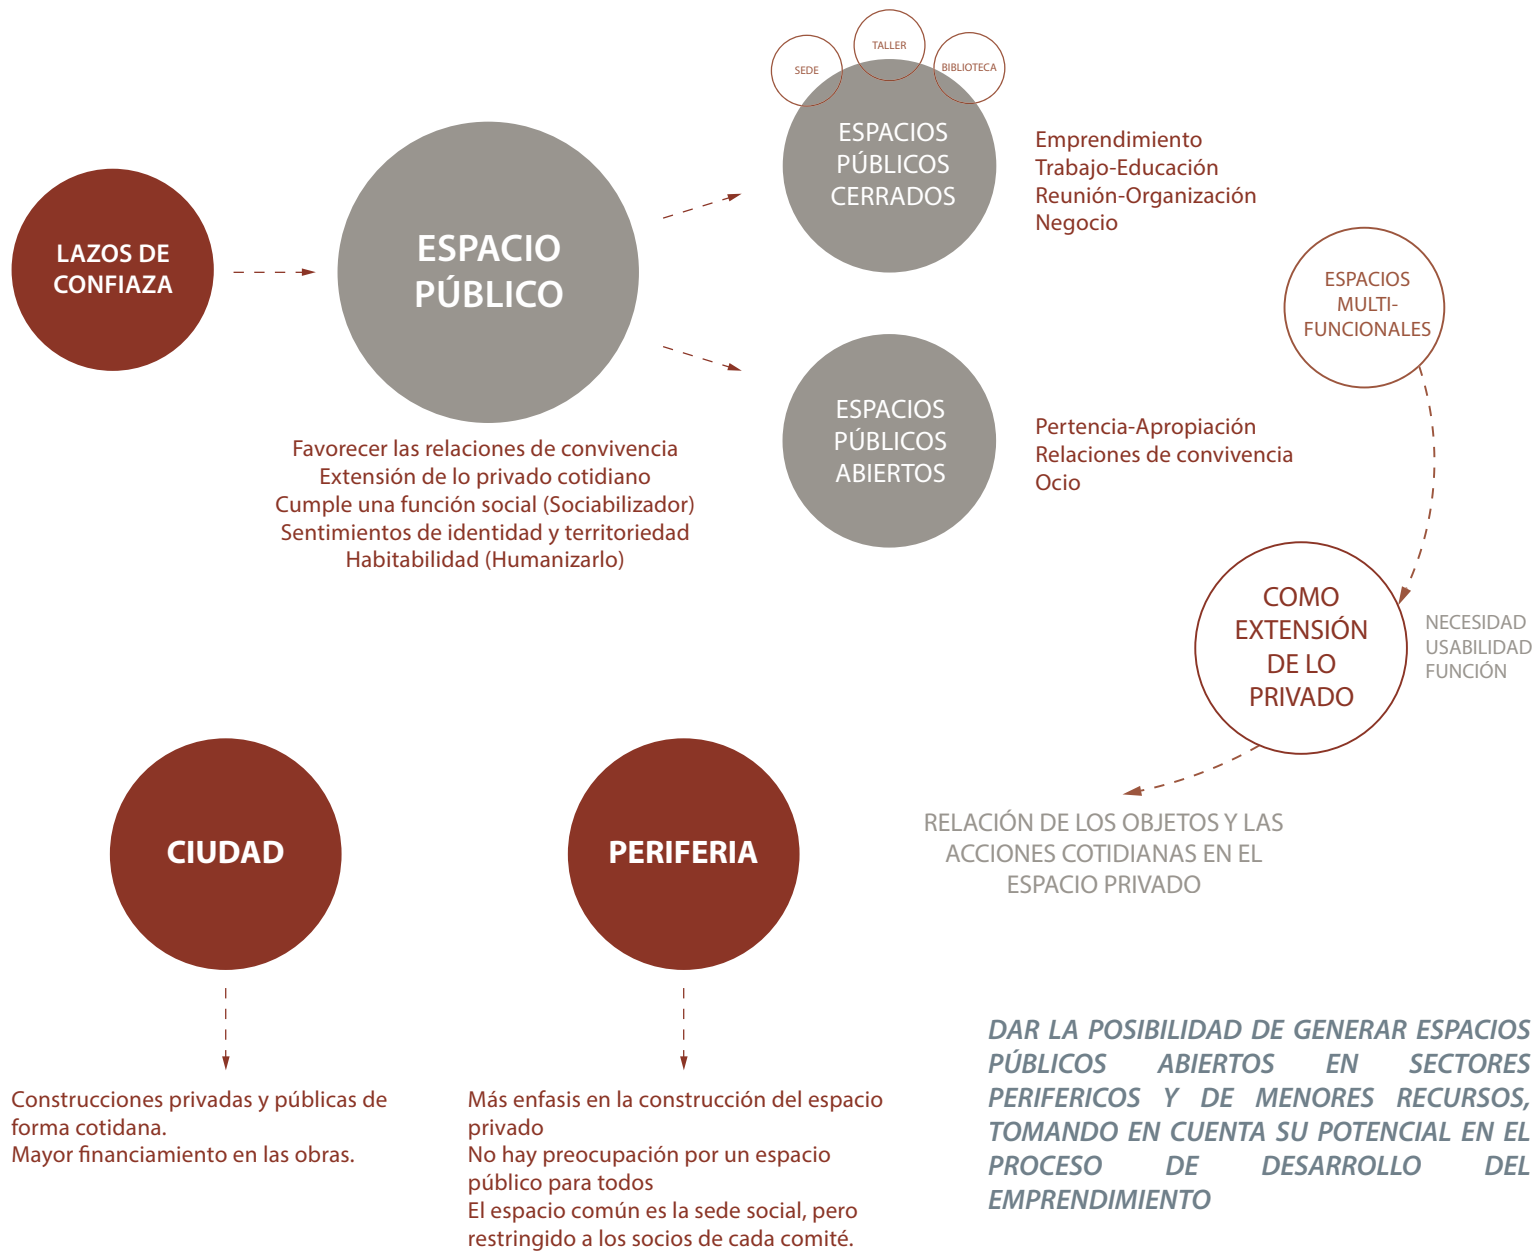 SEDE
TALLER
BIBLIOTECA
LAZOS DE
CONFIAZA
ESPACIO
PÚBLICO
Favorecer las relaciones de convivencia
Extensión de lo privado cotidiano
Cumple una función social (Sociabilizador)
Sentimientos de identidad y territoriedad
Habitabilidad (Humanizarlo)
ESPACIOS
PÚBLICOS
CERRADOS
Emprendimiento
Trabajo-Educación
Reunión-Organización
Negocio
ESPACIOS
PÚBLICOS
ABIERTOS
Pertencia-Apropiación
Relaciones de convivencia
Ocio
ESPACIOS
MULTI-
FUNCIONALES
COMO
EXTENSIÓN
DE LO
PRIVADO
NECESIDAD
USABILIDAD
FUNCIÓN
RELACIÓN DE LOS OBJETOS Y LAS
ACCIONES COTIDIANAS EN EL
ESPACIO PRIVADO
CIUDAD
Construcciones privadas y públicas de
forma cotidana.
Mayor financiamiento en las obras.
PERIFERIA
Más enfasis en la construcción del espacio
privado
No hay preocupación por un espacio
público para todos
El espacio común es la sede social, pero
restringido a los socios de cada comité.
DAR LA POSIBILIDAD DE GENERAR ESPACIOS
PÚBLICOS ABIERTOS EN SECTORES
PERIFERICOS Y DE MENORES RECURSOS,
TOMANDO EN CUENTA SU POTENCIAL EN EL
PROCESO DE DESARROLLO DEL
EMPRENDIMIENTO